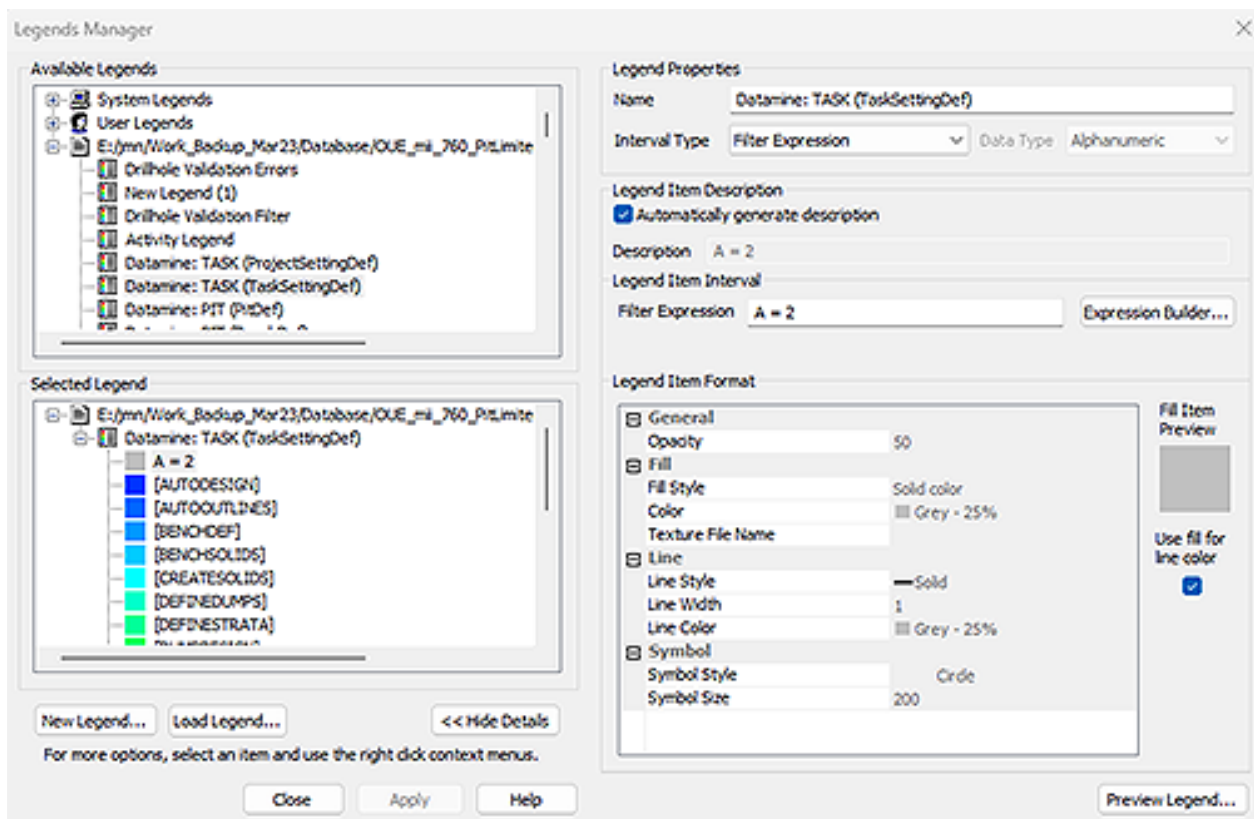 Legends Manager
Available Legends
System Legends
User Legends
E:/jmn/Work_Backup_Mar23/Database/OUE_mii_760_PitLimite
Drillhole Validation Errors
New Legend (1)
Drillhole Validation Filter
Activity Legend
Datamine: TASK (ProjectSettingDef)
Datamine: TASK (TaskSettingDef)
Datamine: PIT (PitDef)
Selected Legend
E:/jmn/Work_Backup_Mar23/Database/OUE_mii_760_PitLimite
Datamine: TASK (TaskSettingDef)
A = 2
[AUTODESIGN]
[AUTOOUTLINES]
[BENCHDEF]
[BENCHSOLIDS]
[CREATESOLIDS]
[DEFINEDUMPS]
[DEFINESTRATA]
New Legend...
Load Legend...
<< Hide Details
For more options, select an item and use the right click context menus.
Close
Apply
Help
Legend Properties
Name Datamine: TASK (TaskSettingDef)
Interval Type Filter Expression Data Type Alphanumeric
Legend Item Description
Automatically generate description
Description A = 2
Legend Item Interval
Filter Expression A = 2 Expression Builder...
Legend Item Format
General
Opacity 50
Fill
Fill Style Solid color
Color Grey - 25%
Texture File Name
Line
Line Style Solid
Line Width 1
Line Color Grey - 25%
Symbol
Symbol Style Circle
Symbol Size 200
Fill Item
Preview
Use fill for
line color
Preview Legend...